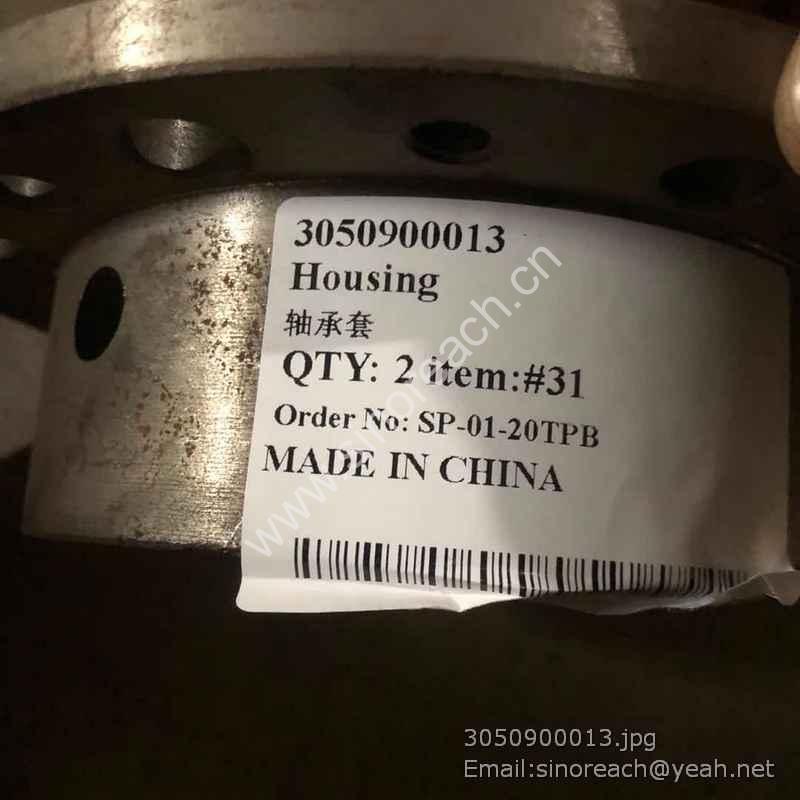 3050900013
Housing
轴承套
QTY: 2 item:#31
Order No: SP-01-20TPB
MADE IN CHINA
www.sinoreach.cn
3050900013.jpg
Email:sinoreach@yeah.net